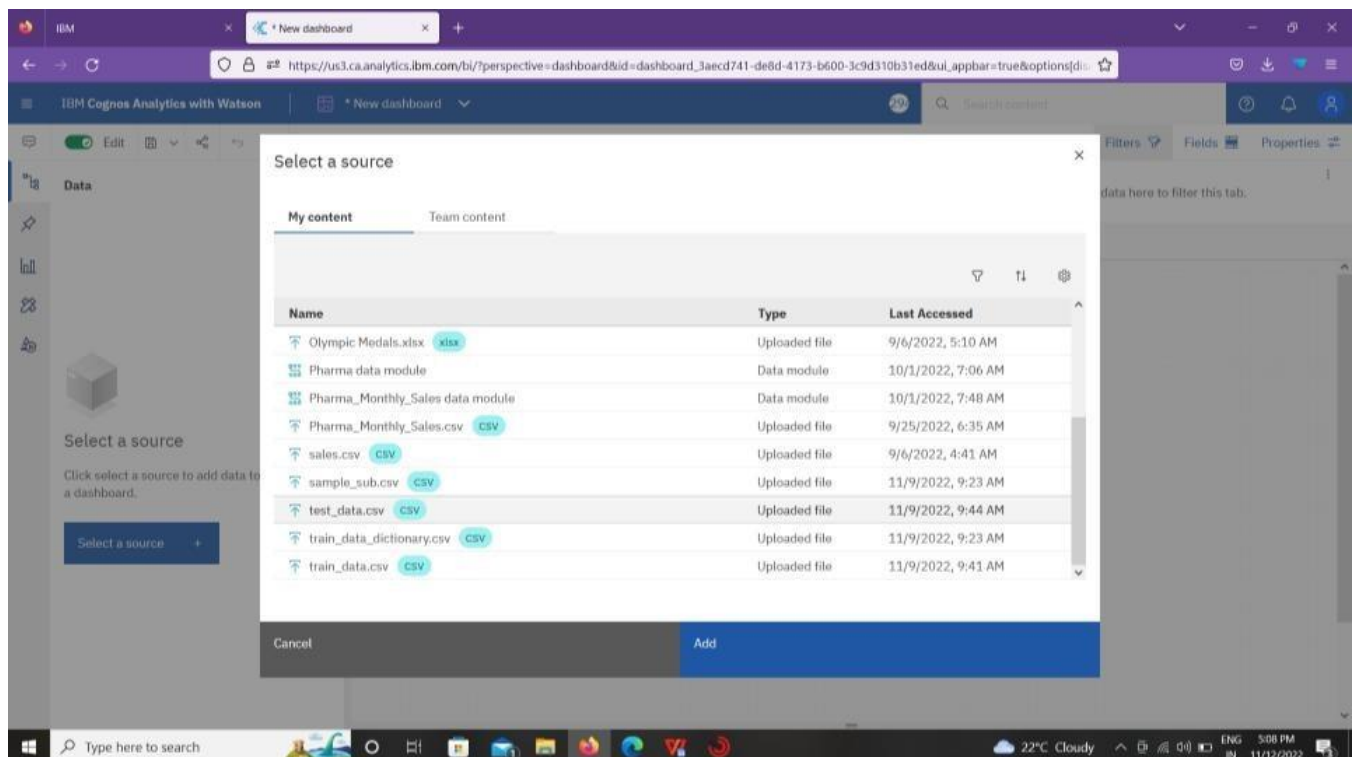 IBM
* New dashboard
https://us3.ca.analytics.ibm.com/bi/?perspective=dashboard&id=dashboard_3aecd741-de8d-4173-b600-3c9d310b31ed&ui_appbar=true&options[dis
IBM Cognos Analytics with Watson
* New dashboard
29
Search content
Edit
Filters
Fields
Properties
Data
data here to filter this tab.
Select a source
Click select a source to add data to
a dashboard.
Select a source +
Select a source
My content Team content
Name Type Last Accessed
Olympic Medals.xlsx xlsx Uploaded file 9/6/2022, 5:10 AM
Pharma data module Data module 10/1/2022, 7:06 AM
Pharma_Monthly_Sales data module Data module 10/1/2022, 7:48 AM
Pharma_Monthly_Sales.csv CSV Uploaded file 9/25/2022, 6:35 AM
sales.csv CSV Uploaded file 9/6/2022, 4:41 AM
sample_sub.csv CSV Uploaded file 11/9/2022, 9:23 AM
test_data.csv CSV Uploaded file 11/9/2022, 9:44 AM
train_data_dictionary.csv CSV Uploaded file 11/9/2022, 9:23 AM
train_data.csv CSV Uploaded file 11/9/2022, 9:41 AM
Cancel Add
Type here to search
22°C Cloudy
ENG
IN
5:08 PM
11/12/2022